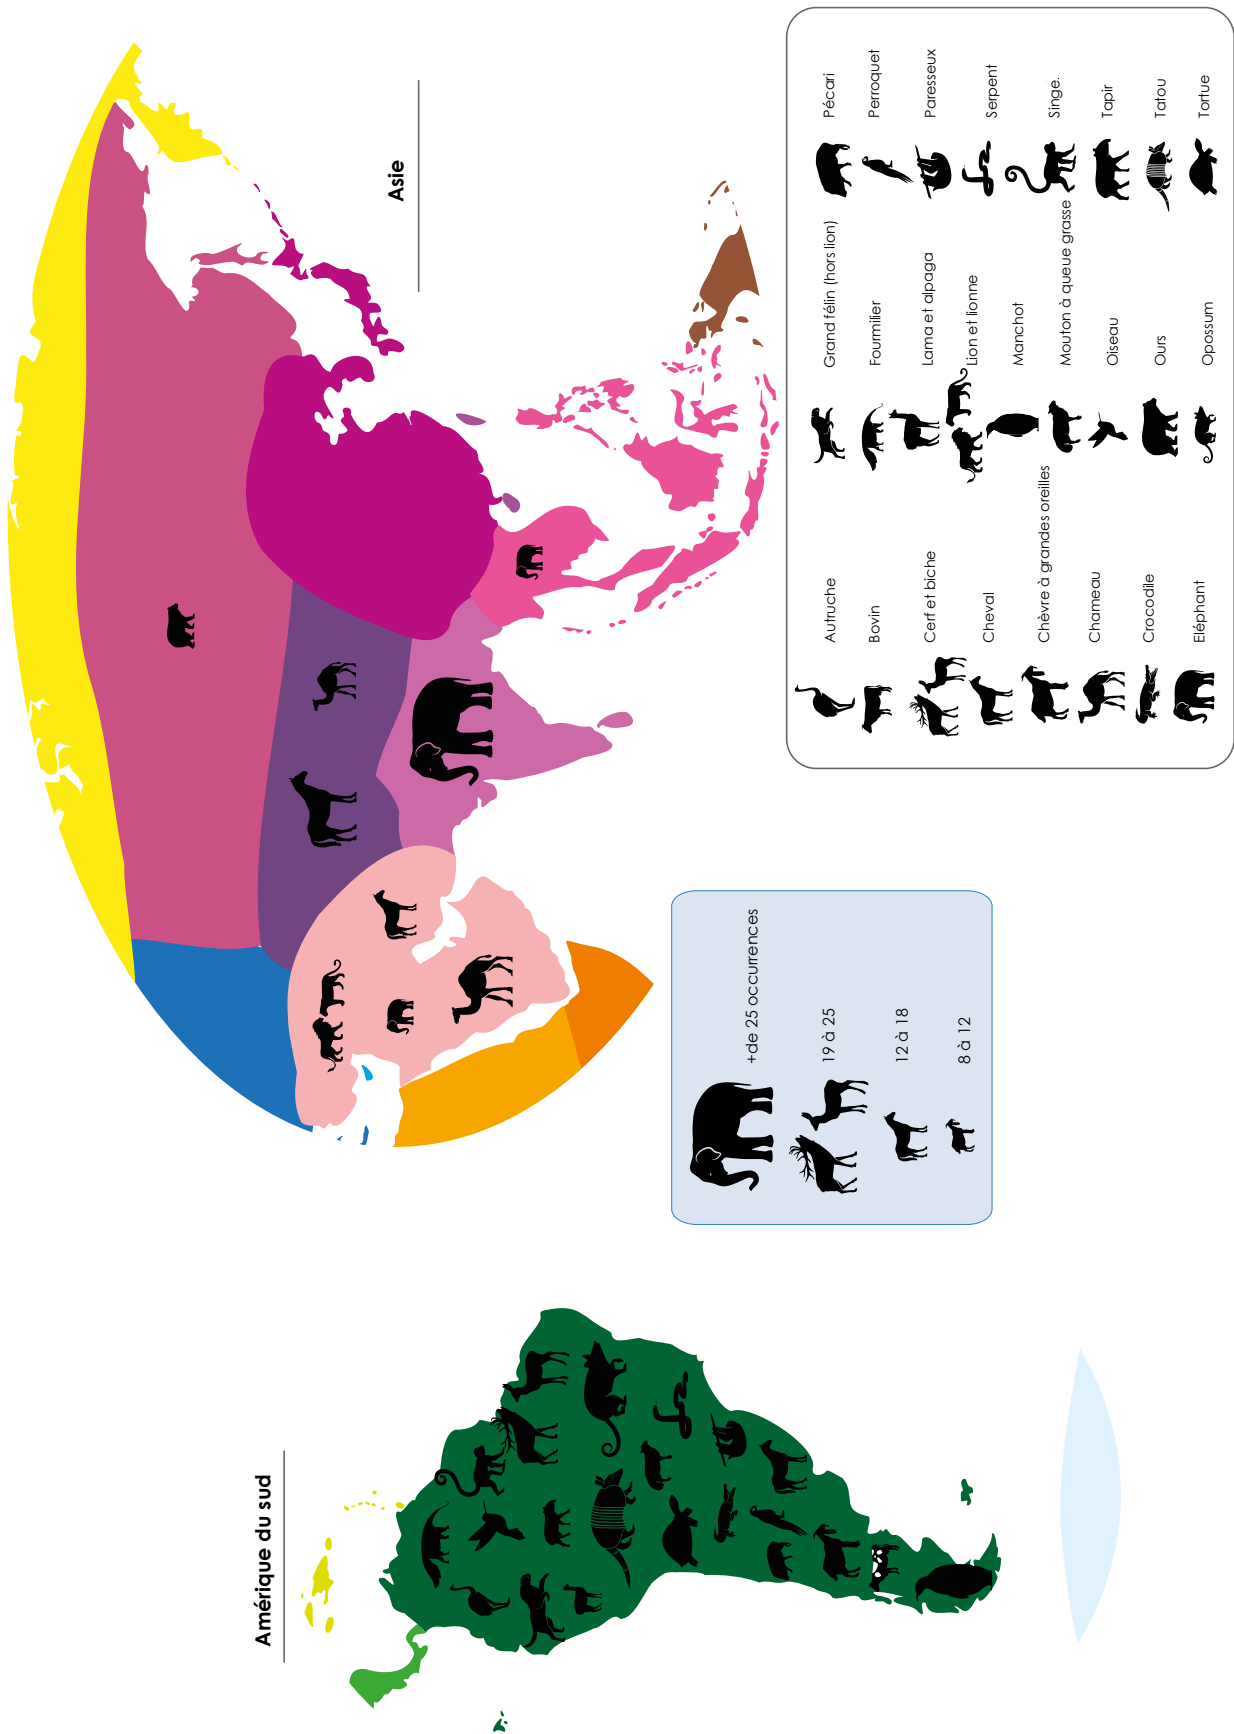 Amérique du sud
Asie
+de 25 occurrences
19 à 25
12 à 18
8 à 12
Autruche
Bovin
Cerf et biche
Cheval
Chèvre à grandes oreilles
Chameau
Crocodile
Eléphant
Grand félin (hors lion)
Fourmilier
Lama et alpaga
Lion et lionne
Manchot
Mouton à queue grasse
Oiseau
Ours
Opossum
Pécari
Perroquet
Paresseux
Serpent
Singe.
Tapir
Tatou
Tortue